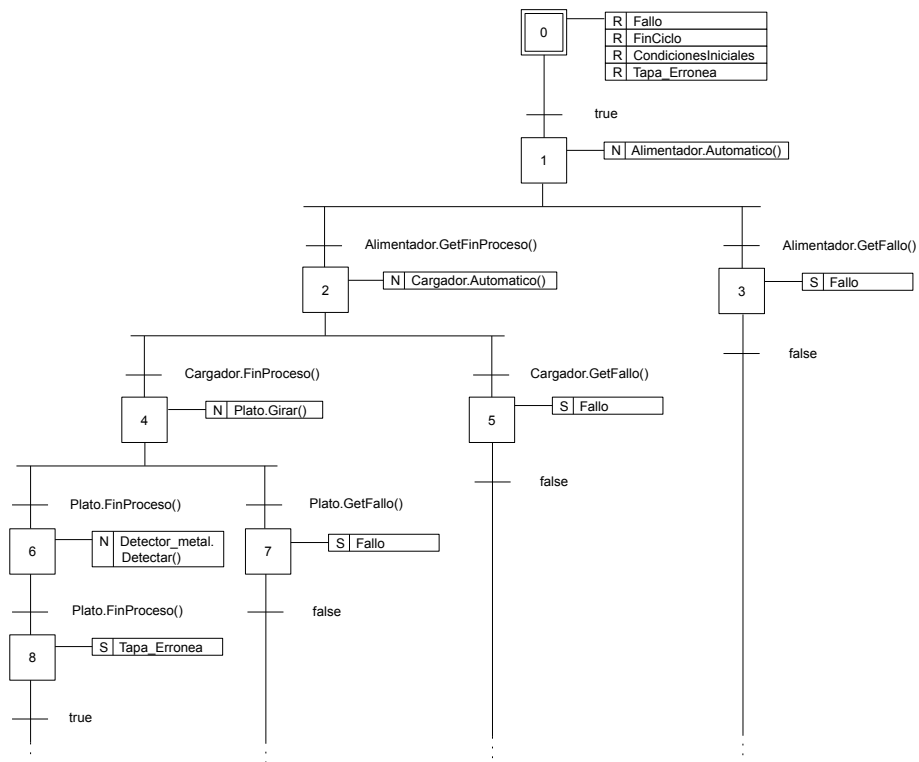 0
R Fallo
R FinCiclo
R CondicionesIniciales
R Tapa_Erronea
true
1
N Alimentador.Automatico()
Alimentador.GetFinProceso()
Alimentador.GetFallo()
2
N Cargador.Automatico()
3
S Fallo
false
Cargador.FinProceso()
Cargador.GetFallo()
4
N Plato.Girar()
5
S Fallo
false
Plato.FinProceso()
Plato.GetFallo()
6
N Detector_metal.
Detectar()
7
S Fallo
Plato.FinProceso()
false
8
S Tapa_Erronea
true